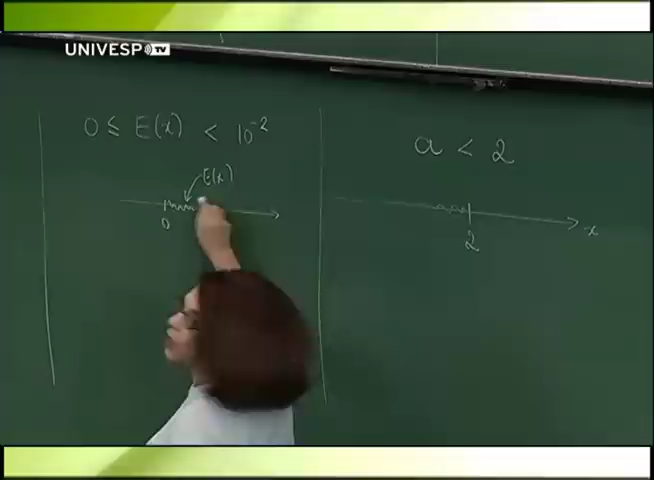 UNIVESP TV
0 ≤ E(x) < 10⁻²
E(x)
0
a < 2
2
x